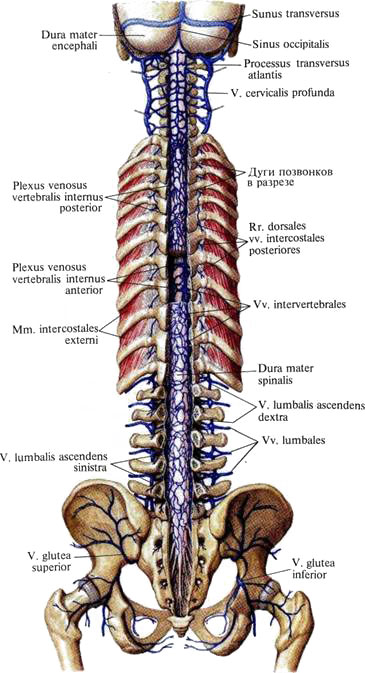 Sunus transversus
Dura mater
encephali
Sinus occipitalis
Processus transversus
atlantis
V. cervicalis profunda
Дуги позвонков
в разрезе
Plexus venosus
vertebralis internus
posterior
Rr. dorsales
vv. intercostales
posteriores
Plexus venosus
vertebralis internus
anterior
Vv. intervertebrales
Mm. intercostales
externi
Dura mater
spinalis
V. lumbalis ascendens
dextra
Vv. lumbales
V. lumbalis ascendens
sinistra
V. glutea
superior
V. glutea
inferior